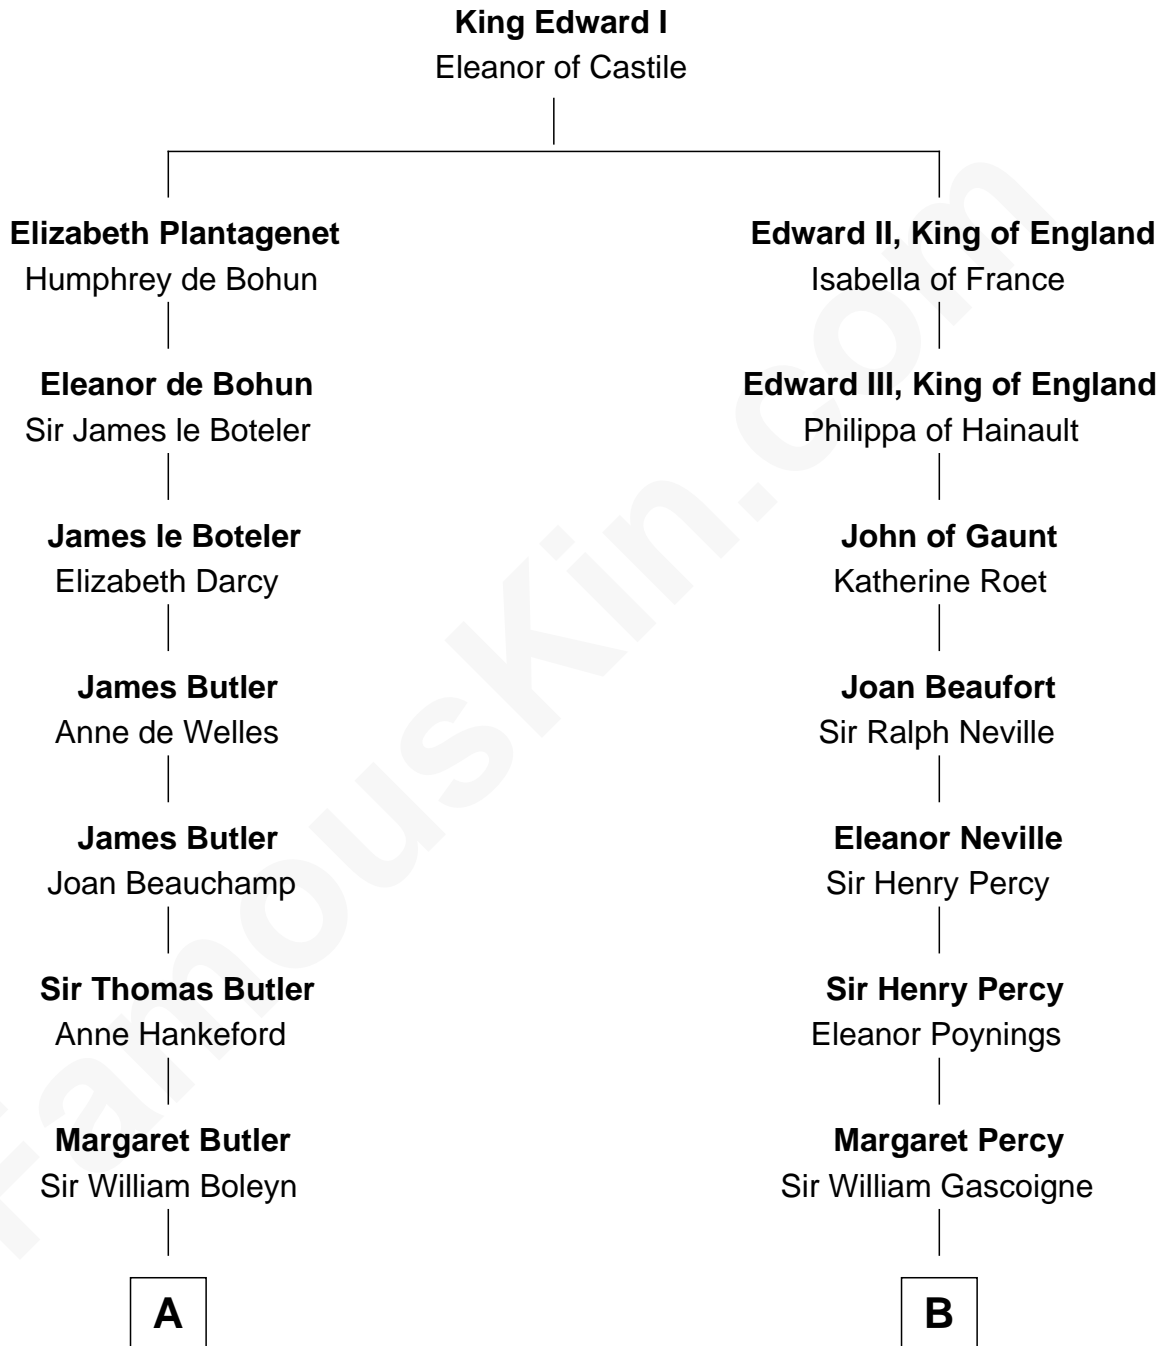 King Edward I
Eleanor of Castile
Elizabeth Plantagenet
Humphrey de Bohun
Edward II, King of England
Isabella of France
Eleanor de Bohun
Sir James le Boteler
Edward III, King of England
Philippa of Hainault
James le Boteler
Elizabeth Darcy
John of Gaunt
Katherine Roet
James Butler
Anne de Welles
Joan Beaufort
Sir Ralph Neville
James Butler
Joan Beauchamp
Eleanor Neville
Sir Henry Percy
Sir Thomas Butler
Anne Hankeford
Sir Henry Percy
Eleanor Poynings
Margaret Butler
Sir William Boleyn
Margaret Percy
Sir William Gascoigne
A
B
FamousKin.com